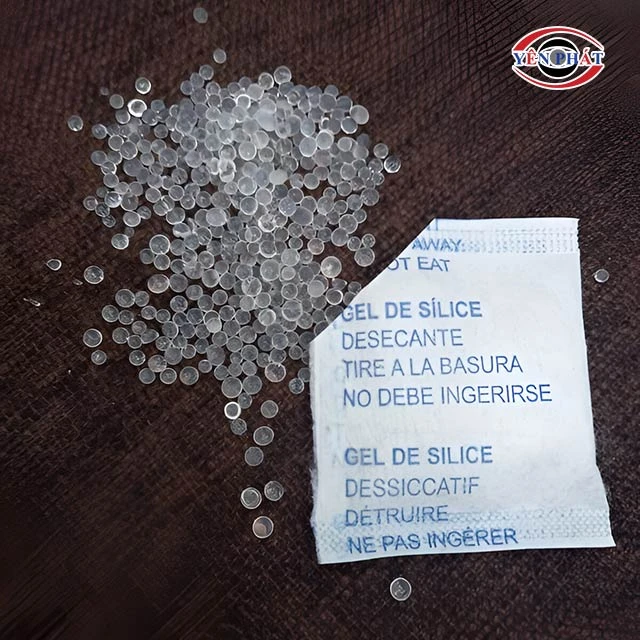 YÊN PHÁT
AWAY
OT EAT
GEL DE SÍLICE
DESECANTE
TIRE A LA BASURA
NO DEBE INGERIRSE
GEL DE SILICE
DESSICCATIF
DÉTRUIRE
NE PAS INGÉRER